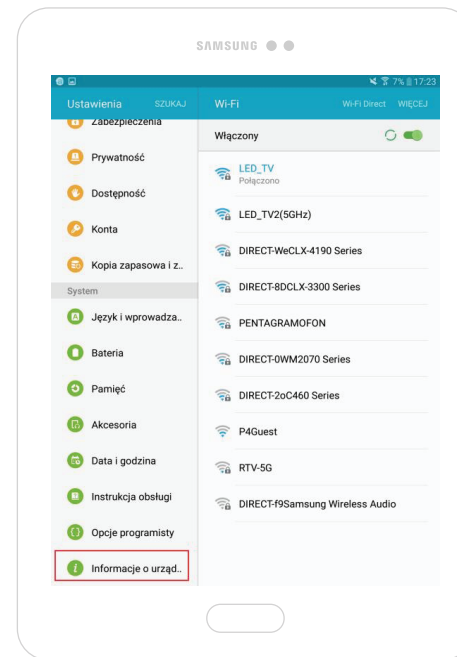 SAMSUNG
7% 17:23
Ustawienia SZUKAJ
Zabezpieczenia
Prywatność
Dostępność
Konta
Kopia zapasowa i z..
System
Język i wprowadza..
Bateria
Pamięć
Akcesoria
Data i godzina
Instrukcja obsługi
Opcje programisty
Informacje o urząd..
Wi-Fi Wi-Fi Direct WIĘCEJ
Włączony
LED_TV
Połączono
LED_TV2(5GHz)
DIRECT-WeCLX-4190 Series
DIRECT-8DCLX-3300 Series
PENTAGRAMOFON
DIRECT-0WM2070 Series
DIRECT-2oC460 Series
P4Guest
RTV-5G
DIRECT-f9Samsung Wireless Audio